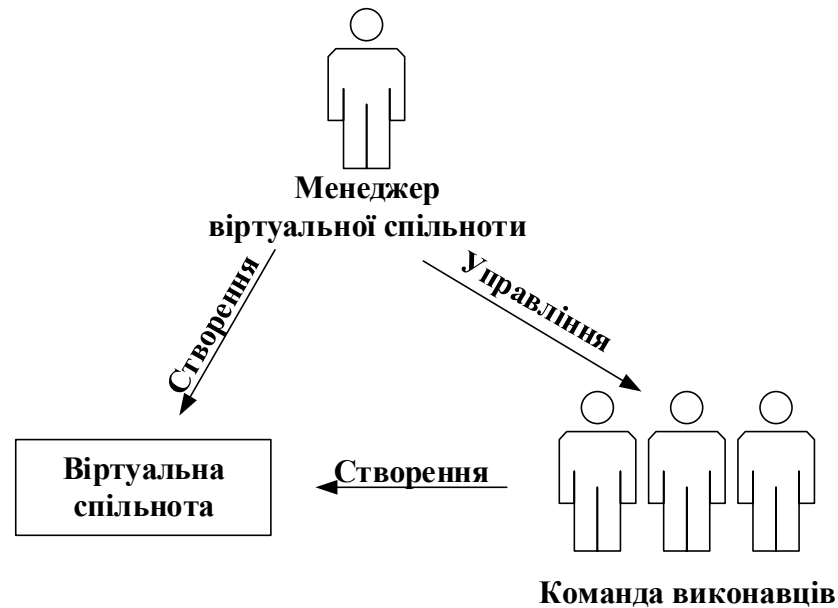 Менеджер
віртуальної спільноти
Створення
Управління
Віртуальна
спільнота
Створення
Команда виконавців